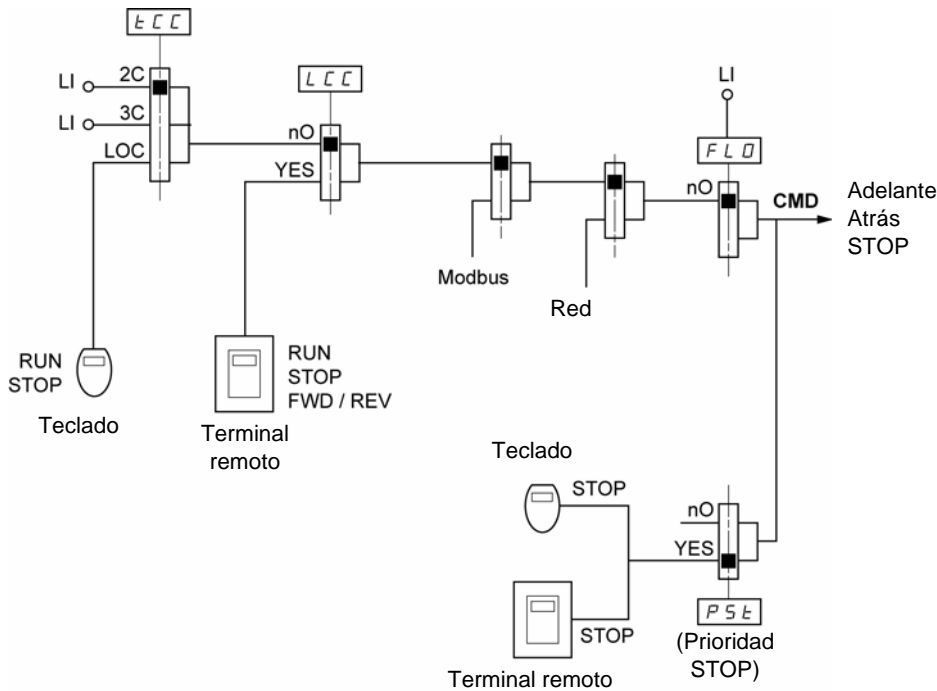 tCC
LI 2C
LI 3C
LOC
LCC
nO
YES
LI
FLO
nO
CMD
Adelante
Atrás
STOP
Modbus
Red
RUN
STOP
Teclado
RUN
STOP
FWD / REV
Terminal
remoto
Teclado
STOP
STOP
Terminal remoto
nO
YES
PSt
(Prioridad
STOP)